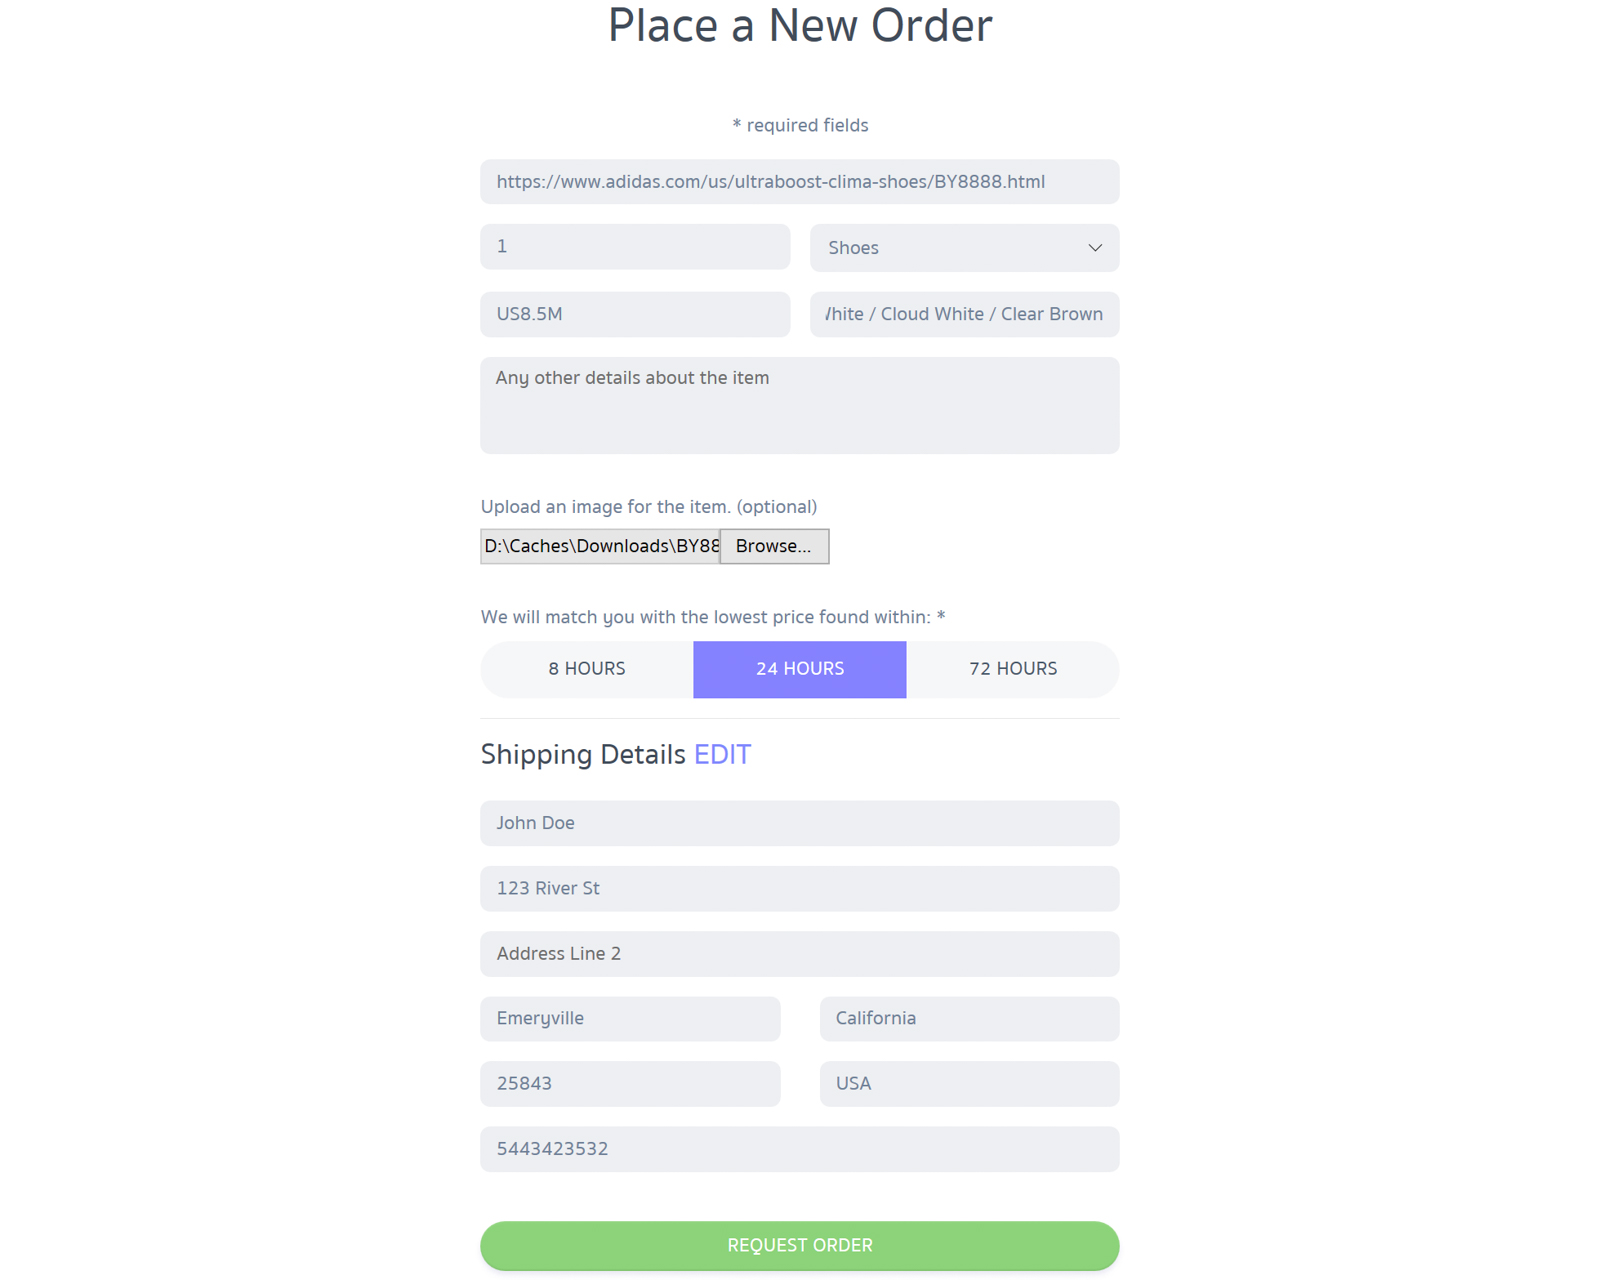 Place a New Order
* required fields
https://www.adidas.com/us/ultraboost-clima-shoes/BY8888.html
1
Shoes
US8.5M
/ Cloud White / Clear Brown
Any other details about the item
Upload an image for the item. (optional)
D:\Caches\Downloads\BY88 Browse...
We will match you with the lowest price found within: *
8 HOURS 24 HOURS 72 HOURS
Shipping Details EDIT
John Doe
123 River St
Address Line 2
Emeryville
California
25843
USA
5443423532
REQUEST ORDER